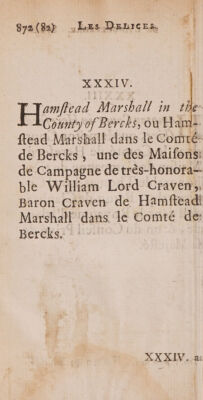 872 (82) LES DELICES
XXXIV.
Hamstead Marshall in the
County of Bercks, ou Ham-
stead Marshall dans le Comté
de Bercks, une des Maisons
de Campagne de très-honora-
ble William Lord Craven,
Baron Craven de Hamstead
Marshall dans le Comté de
Bercks.
XXXIV. a.